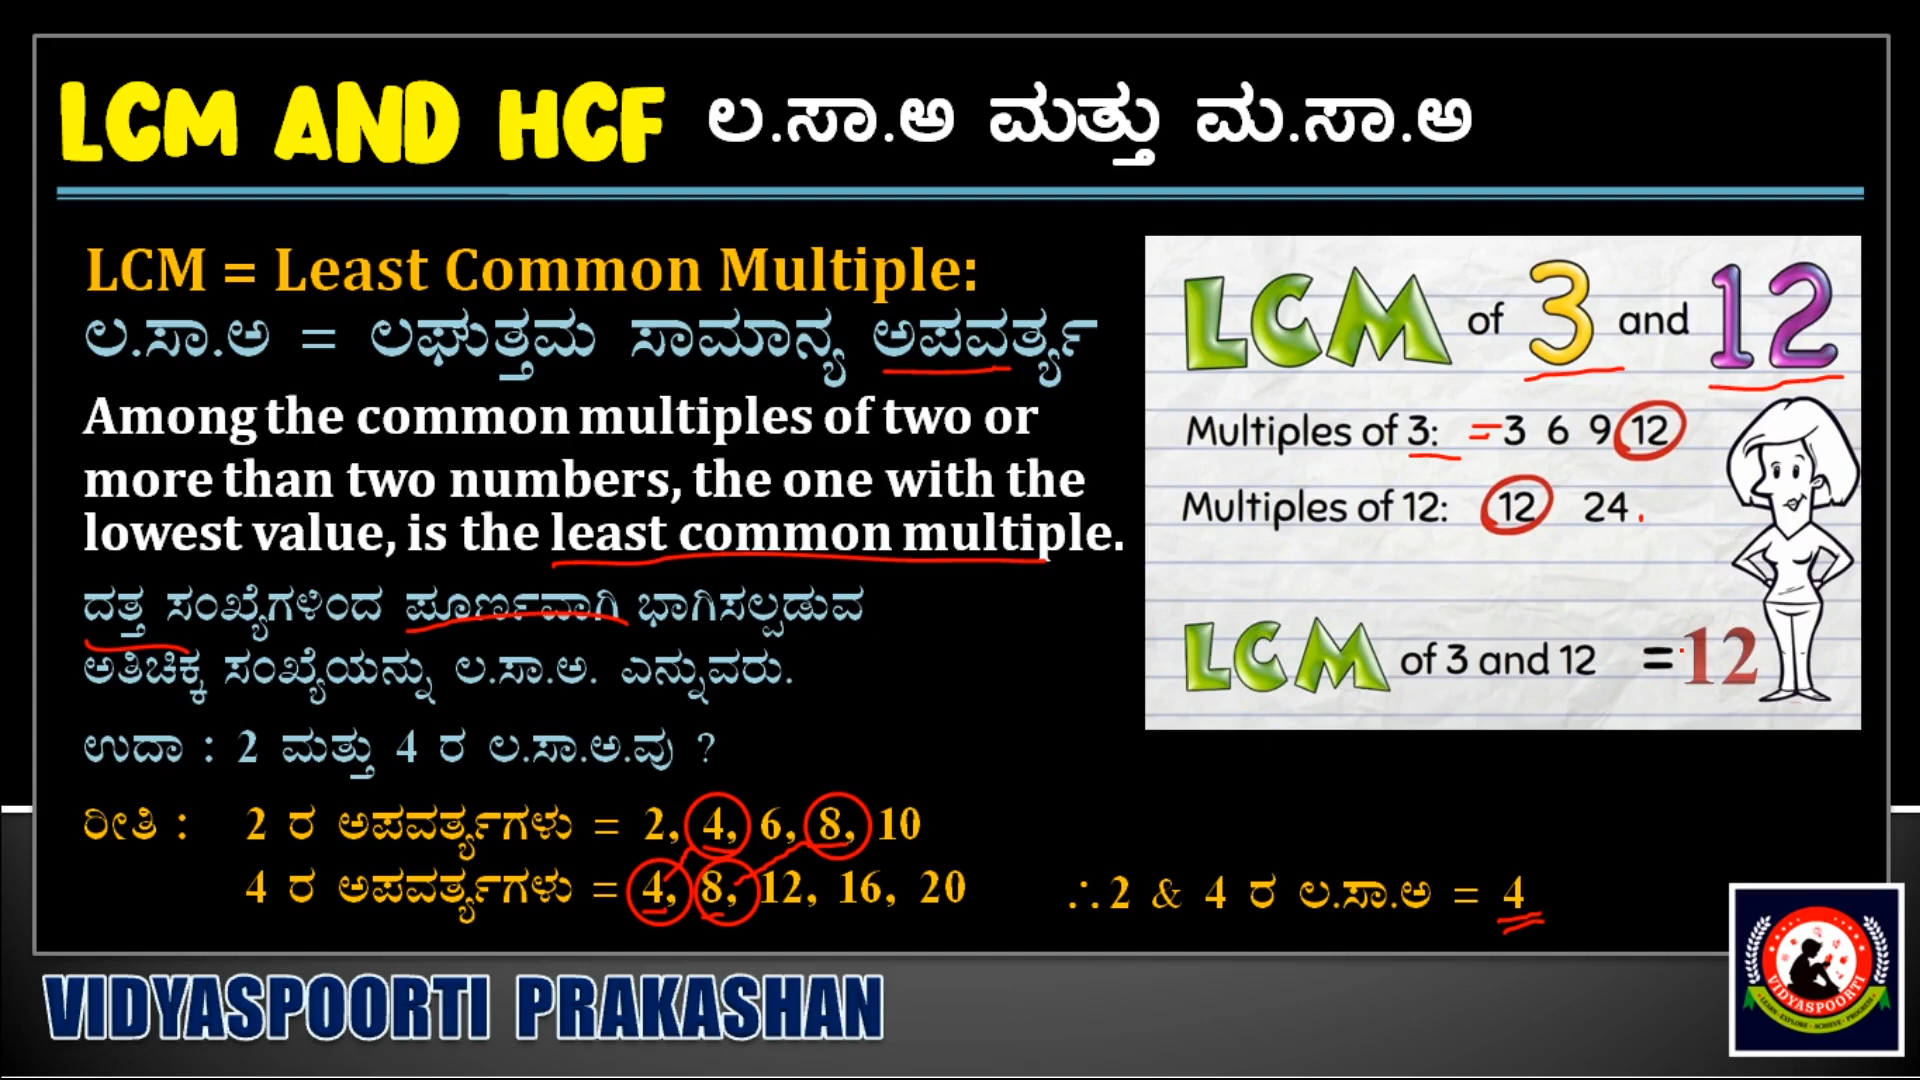 LCM AND HCF ಲ.ಸಾ.ಅ ಮತ್ತು ಮ.ಸಾ.ಅ
LCM = Least Common Multiple:
ಲ.ಸಾ.ಅ = ಲಘುತ್ತಮ ಸಾಮಾನ್ಯ ಅಪವರ್ತ್ಯ
Among the common multiples of two or
more than two numbers, the one with the
lowest value, is the least common multiple.
ದತ್ತ ಸಂಖ್ಯೆಗಳಿಂದ ಪೂರ್ಣವಾಗಿ ಭಾಗಿಸಲ್ಪಡುವ
ಅತಿಚಿಕ್ಕ ಸಂಖ್ಯೆಯನ್ನು ಲ.ಸಾ.ಅ. ಎನ್ನುವರು.
ಉದಾ : 2 ಮತ್ತು 4 ರ ಲ.ಸಾ.ಅ.ವು ?
ರೀತಿ : 2 ರ ಅಪವರ್ತ್ಯಗಳು = 2, 4, 6, 8, 10
4 ರ ಅಪವರ್ತ್ಯಗಳು = 4, 8, 12, 16, 20
∴2 & 4 ರ ಲ.ಸಾ.ಅ = 4
LCM of 3 and 12
Multiples of 3: = 3 6 9 12
Multiples of 12: 12 24
LCM of 3 and 12 = 12
VIDYASPOORTI PRAKASHAN
VIDYASPOORTI
LEARN · EXPLORE · ACHIEVE · PROGRESS